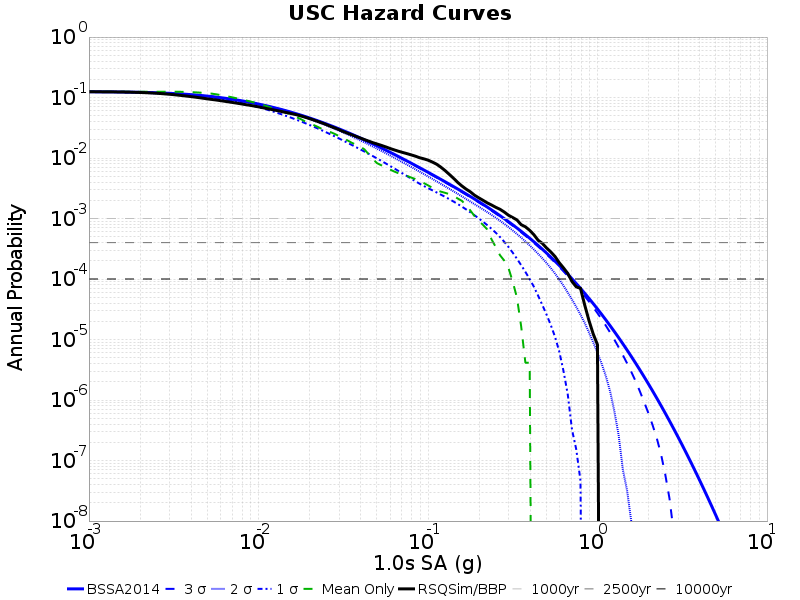 USC Hazard Curves
Annual Probability
10^0
10^-1
10^-2
10^-3
10^-4
10^-5
10^-6
10^-7
10^-8
10^-3 10^-2 10^-1 10^0 10^1
1.0s SA (g)
BSSA2014 3 σ 2 σ 1 σ Mean Only RSQSim/BBP 1000yr 2500yr 10000yr